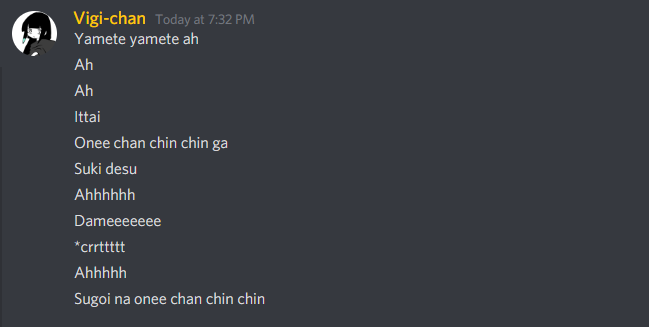 Vigi-chan Today at 7:32 PM
Yamete yamete ah
Ah
Ah
Ittai
Onee chan chin chin ga
Suki desu
Ahhhhhh
Dameeeeeee
*crrttttt
Ahhhhh
Sugoi na onee chan chin chin